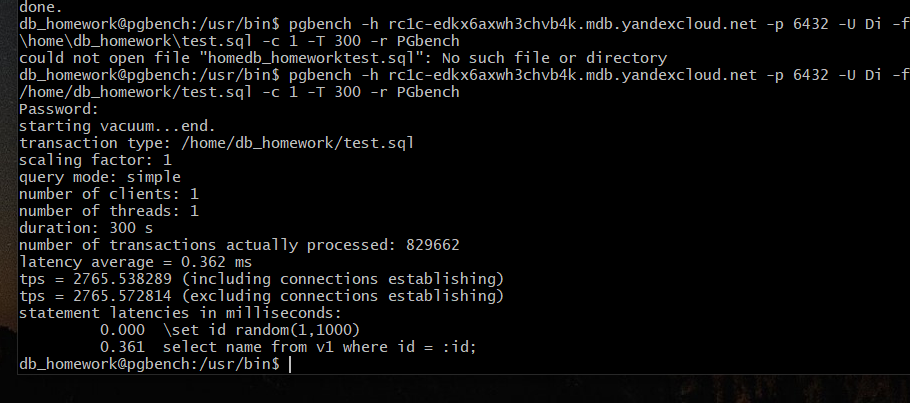 done.
db_homework@pgbench:/usr/bin$ pgbench -h rc1c-edkx6axwh3chvb4k.mdb.yandexcloud.net -p 6432 -U Di -f
\home\db_homework\test.sql -c 1 -T 300 -r PGbench
could not open file "homedb_homeworktest.sql": No such file or directory
db_homework@pgbench:/usr/bin$ pgbench -h rc1c-edkx6axwh3chvb4k.mdb.yandexcloud.net -p 6432 -U Di -f
/home/db_homework/test.sql -c 1 -T 300 -r PGbench
Password:
starting vacuum...end.
transaction type: /home/db_homework/test.sql
scaling factor: 1
query mode: simple
number of clients: 1
number of threads: 1
duration: 300 s
number of transactions actually processed: 829662
latency average = 0.362 ms
tps = 2765.538289 (including connections establishing)
tps = 2765.572814 (excluding connections establishing)
statement latencies in milliseconds:
0.000 \set id random(1,1000)
0.361 select name from v1 where id = :id;
db_homework@pgbench:/usr/bin$